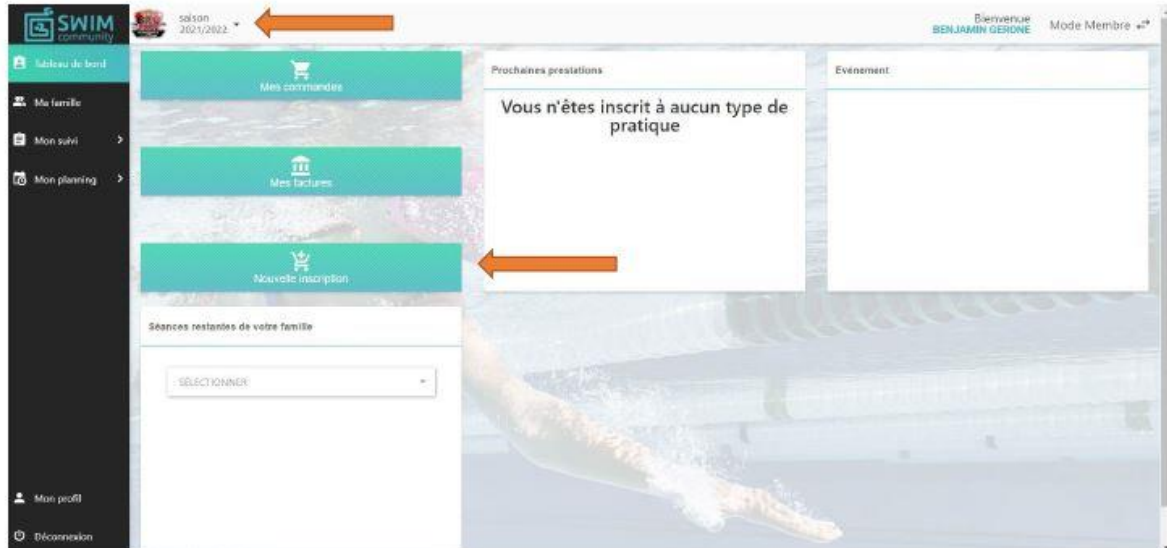 SWIM
community
saison
2021/2022
Bienvenue
BENJAMIN GERONE
Mode Membre
Tableau de bord
Ma famille
Mon suivi
Mon planning
Mon profil
Déconnexion
Mes commandes
Mes factures
Nouvelle inscription
Séances restantes de votre famille
SÉLECTIONNER
Prochaines prestations
Vous n'êtes inscrit à aucun type de
pratique
Evénement